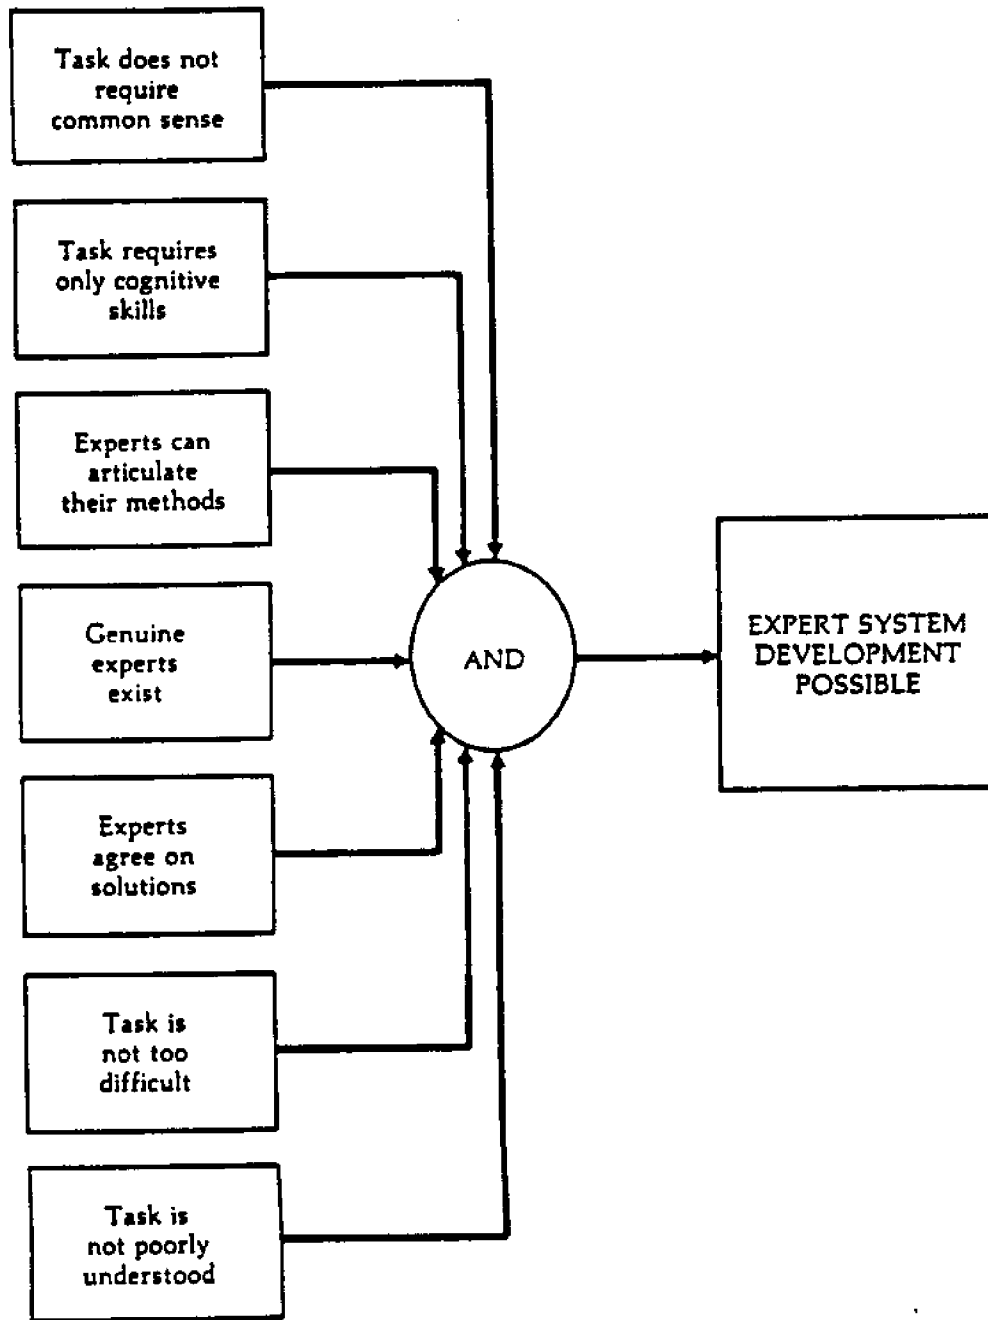 Task does not
require
common sense
Task requires
only cognitive
skills
Experts can
articulate
their methods
Genuine
experts
exist
AND
EXPERT SYSTEM
DEVELOPMENT
POSSIBLE
Experts
agree on
solutions
Task is
not too
difficult
Task is
not poorly
understood